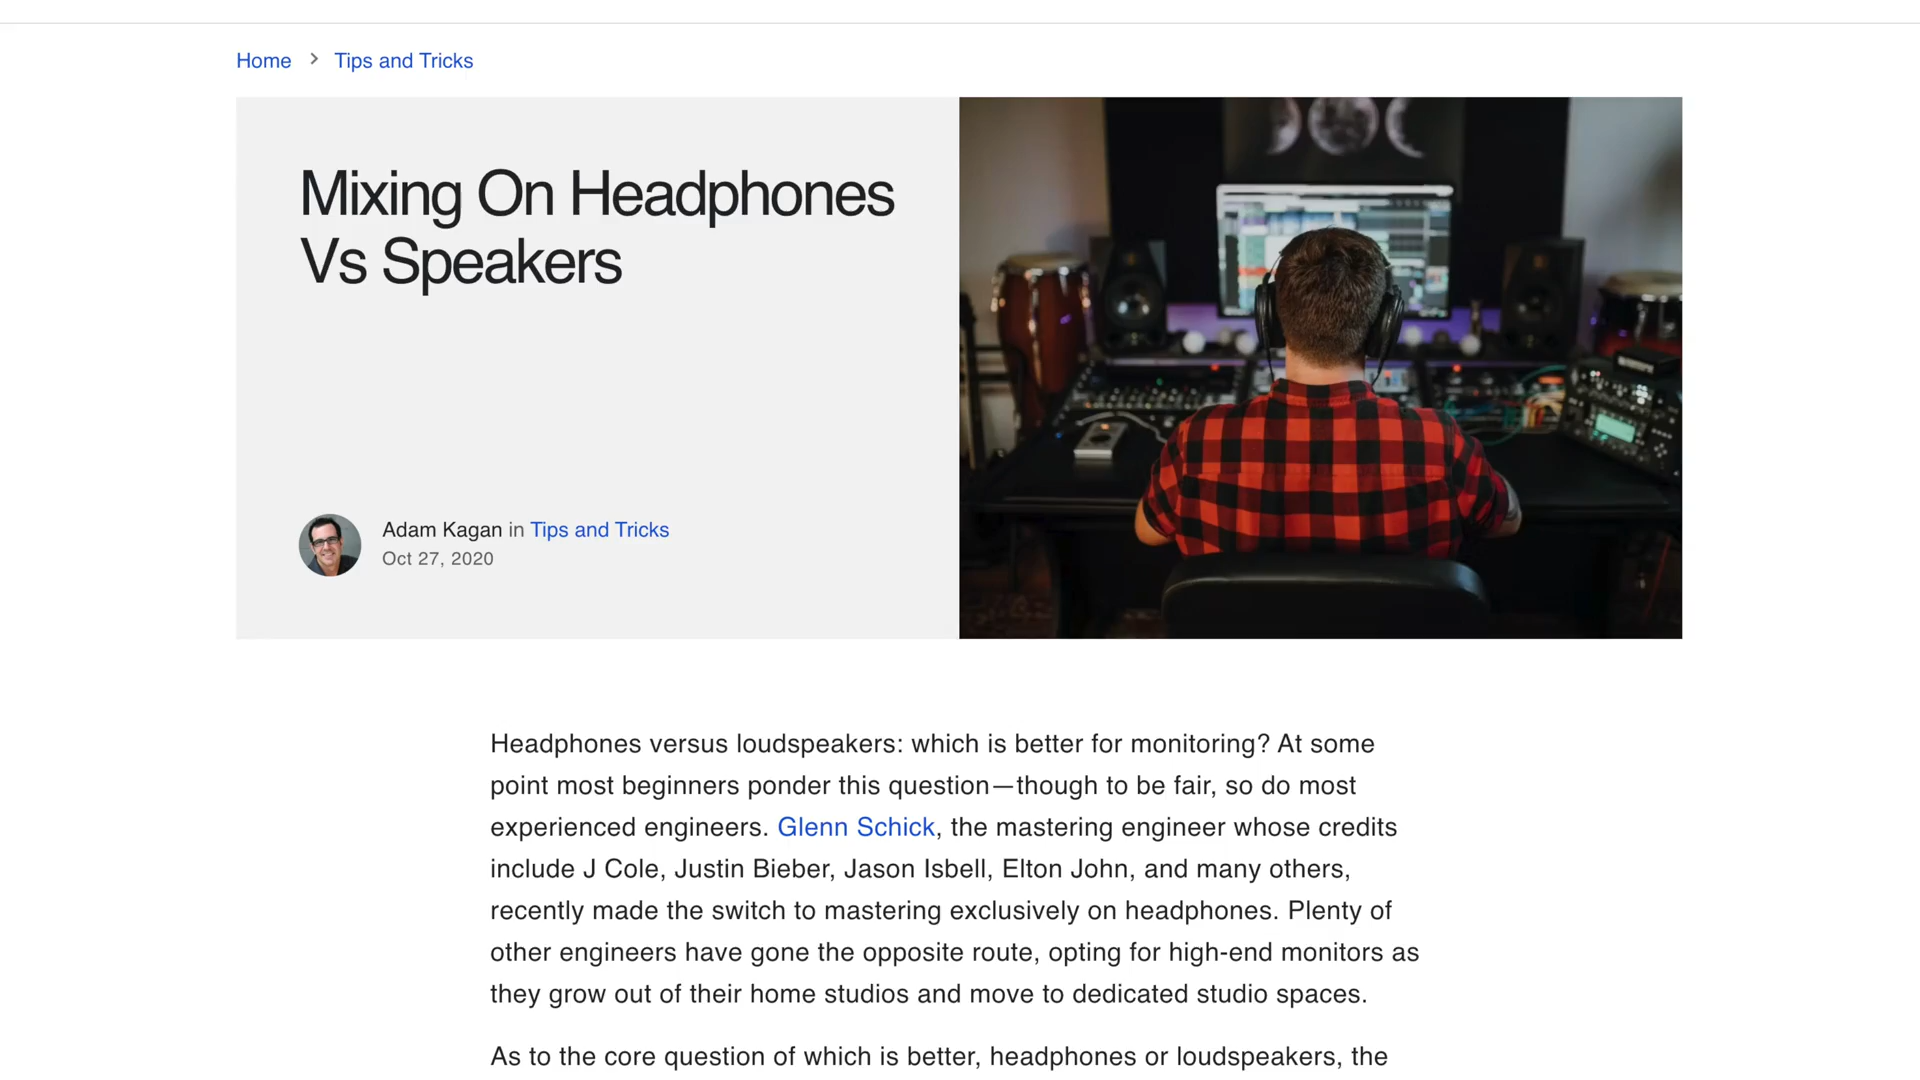 Home > Tips and Tricks
Mixing On Headphones
Vs Speakers
Adam Kagan in Tips and Tricks
Oct 27, 2020
Headphones versus loudspeakers: which is better for monitoring? At some
point most beginners ponder this question—though to be fair, so do most
experienced engineers. Glenn Schick, the mastering engineer whose credits
include J Cole, Justin Bieber, Jason Isbell, Elton John, and many others,
recently made the switch to mastering exclusively on headphones. Plenty of
other engineers have gone the opposite route, opting for high-end monitors as
they grow out of their home studios and move to dedicated studio spaces.
As to the core question of which is better, headphones or loudspeakers, the